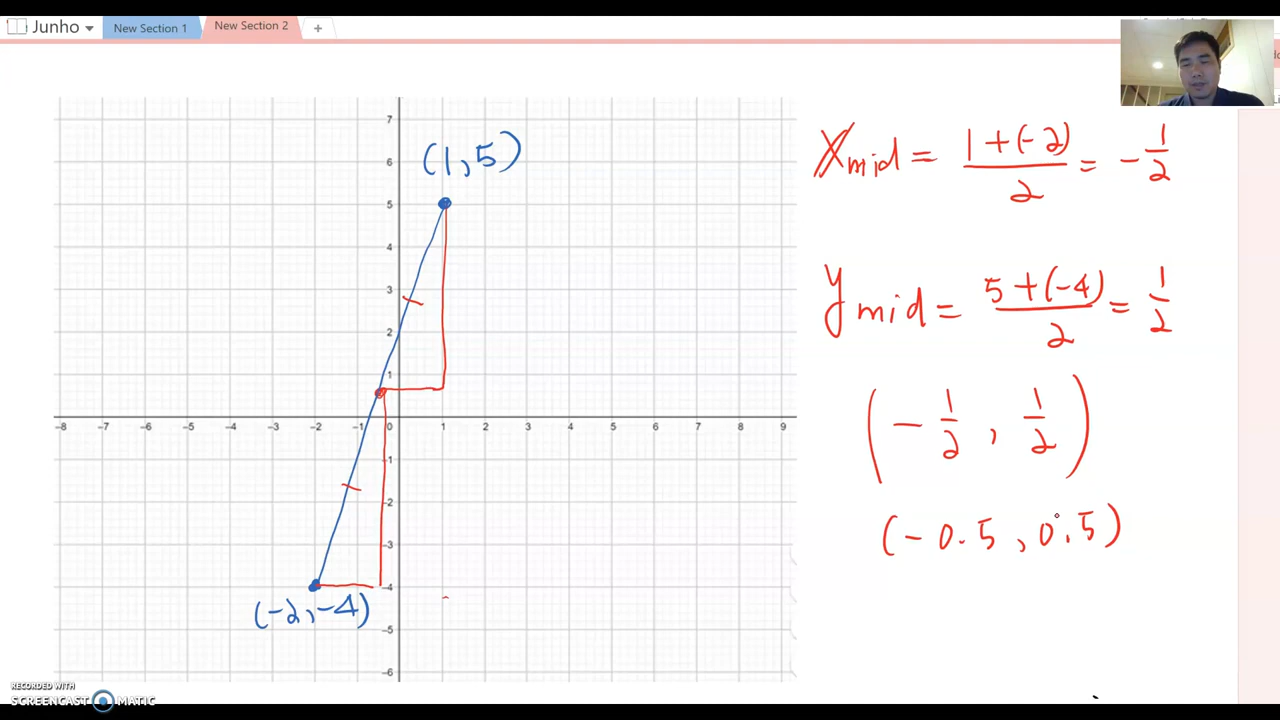 Junho
New Section 1
New Section 2
+
(1,5)
7
6
5
4
3
2
1
-8 -7 -6 -5 -4 -3 -2 -1 0 1 2 3 4 5 6 7 8 9
-1
-2
-3
-4
-5
-6
(-2,-4)
Xmid = 1+(-2)/2 = -1/2
ymid = 5+(-4)/2 = 1/2
(-1/2, 1/2)
(-0.5, 0.5)
RECORDED WITH
SCREENCAST MATIC